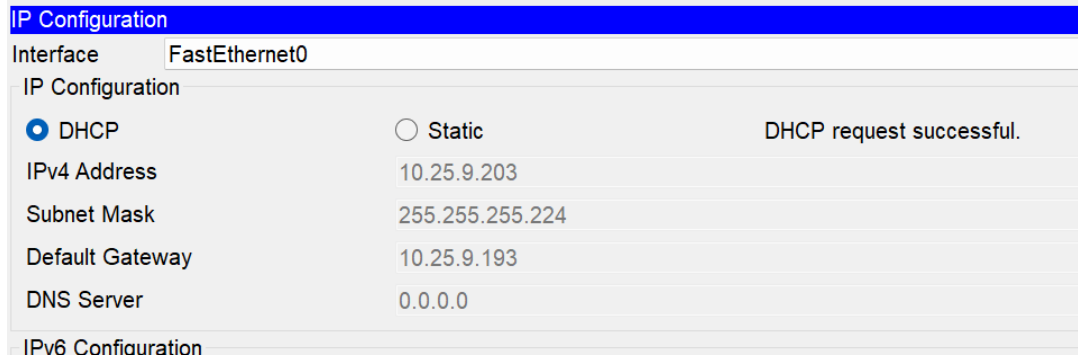 IP Configuration
Interface FastEthernet0
IP Configuration
DHCP Static DHCP request successful.
IPv4 Address 10.25.9.203
Subnet Mask 255.255.255.224
Default Gateway 10.25.9.193
DNS Server 0.0.0.0
IPv6 Configuration